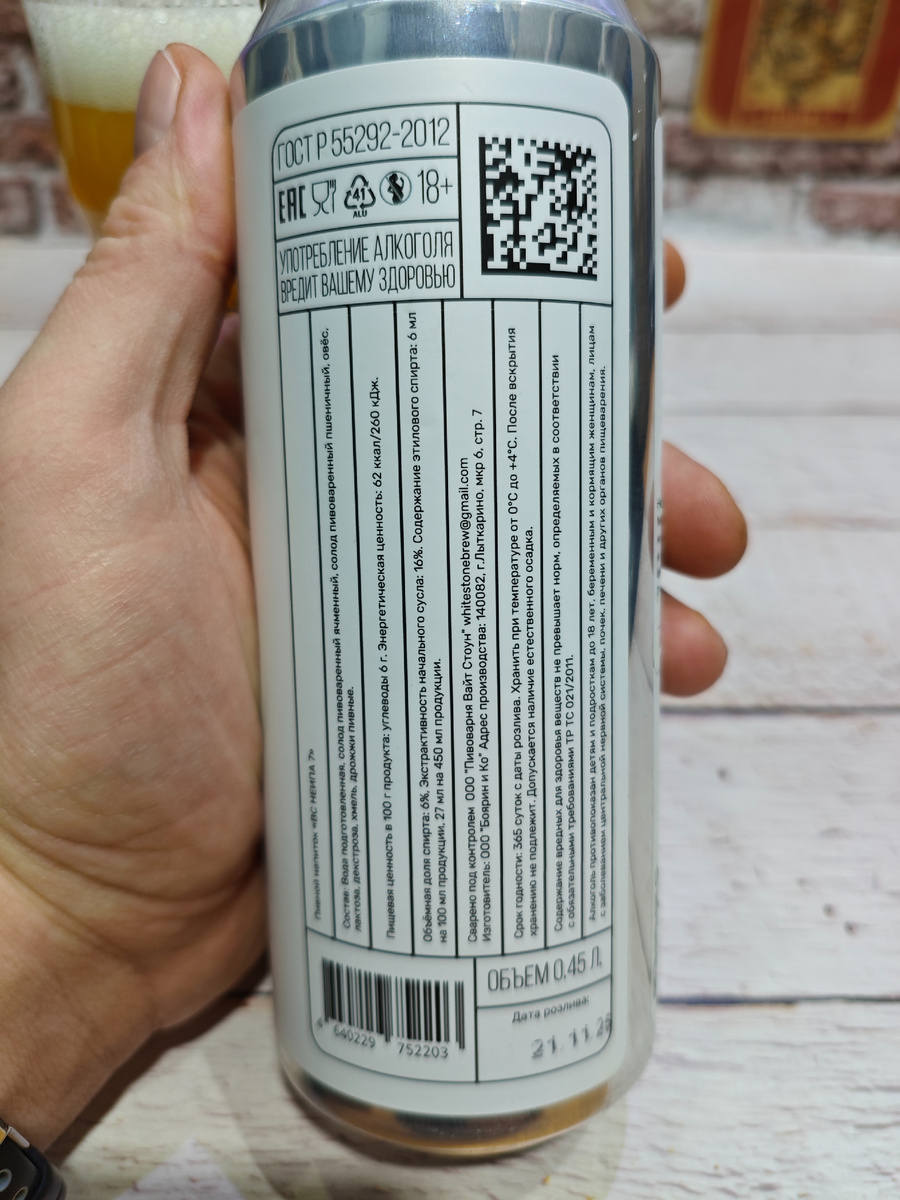 ГОСТ Р 55292-2012
EAC
41
ALU
18+
УПОТРЕБЛЕНИЕ АЛКОГОЛЯ
ВРЕДИТ ВАШЕМУ ЗДОРОВЬЮ
Пивной напиток «ВС НЕИПА 7»
Состав: Вода подготовленная, солод пивоваренный ячменный, солод пивоваренный пшеничный, овёс,
лактоза, декстроза, хмель, дрожжи пивные.
Пищевая ценность в 100 г продукта: углеводы 6 г. Энергетическая ценность: 62 ккал/260 кДж.
Объёмная доля спирта: 6%, Экстрактивность начального сусла: 16%. Содержание этилового спирта: 6 мл
на 100 мл продукции, 27 мл на 450 мл продукции.
Сварено под контролем ООО "Пивоварня Вайт Стоун" whitestonebrew@gmail.com
Изготовитель: ООО "Боярин и Ко" Адрес производства: 140082, г.Лыткарино, мкр 6, стр. 7
Срок годности: 365 суток с даты розлива. Хранить при температуре от 0°С до +4°С. После вскрытия
хранению не подлежит. Допускается наличие естественного осадка.
Содержание вредных для здоровья веществ не превышает норм, определяемых в соответствии
с обязательными требованиями ТР ТС 021/2011.
Алкоголь противопоказан детям и подросткам до 18 лет, беременным и кормящим женщинам, лицам
с заболеваниями центральной нервной системы, почек, печени и других органов пищеварения.
4 640229 752203
ОБЪЕМ 0,45 Л.
Дата розлива:
21.11.25